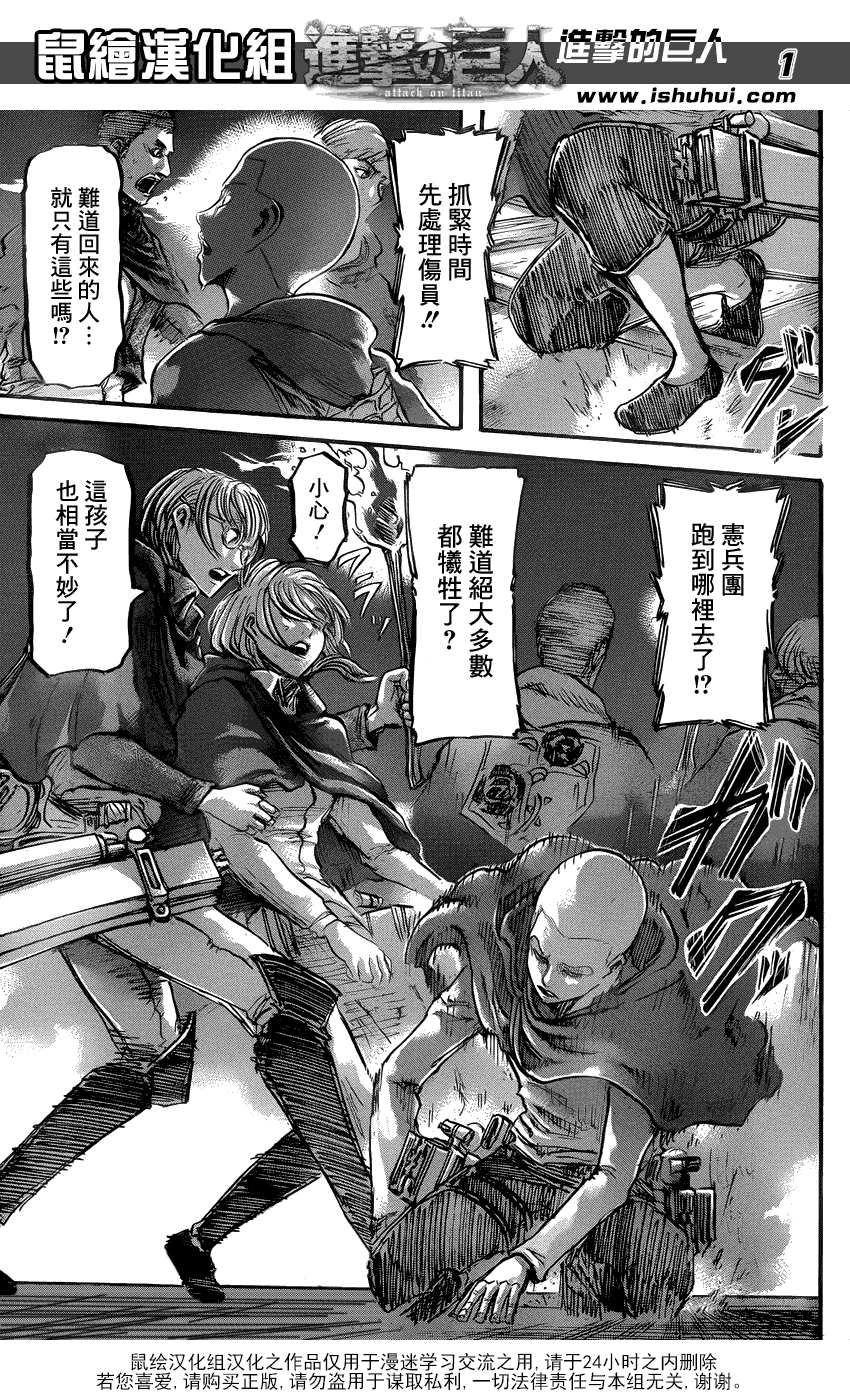 鼠繪漢化組
進撃の巨人
attack on titan
進擊的巨人
1
www.ishuhui.com
ググッ
抓緊時間
先處理傷員!!
難道回來的人…
就只有這些嗎!?
憲兵團
跑到哪裡去了!?
難道絕大多數
都犧牲了?
小心!
這孩子
也相當不妙了!
ガク
鼠绘汉化组汉化之作品仅用于漫迷学习交流之用, 请于24小时之内删除
若您喜爱, 请购买正版, 请勿盗用于谋取私利, 一切法律责任与本组无关, 谢谢。